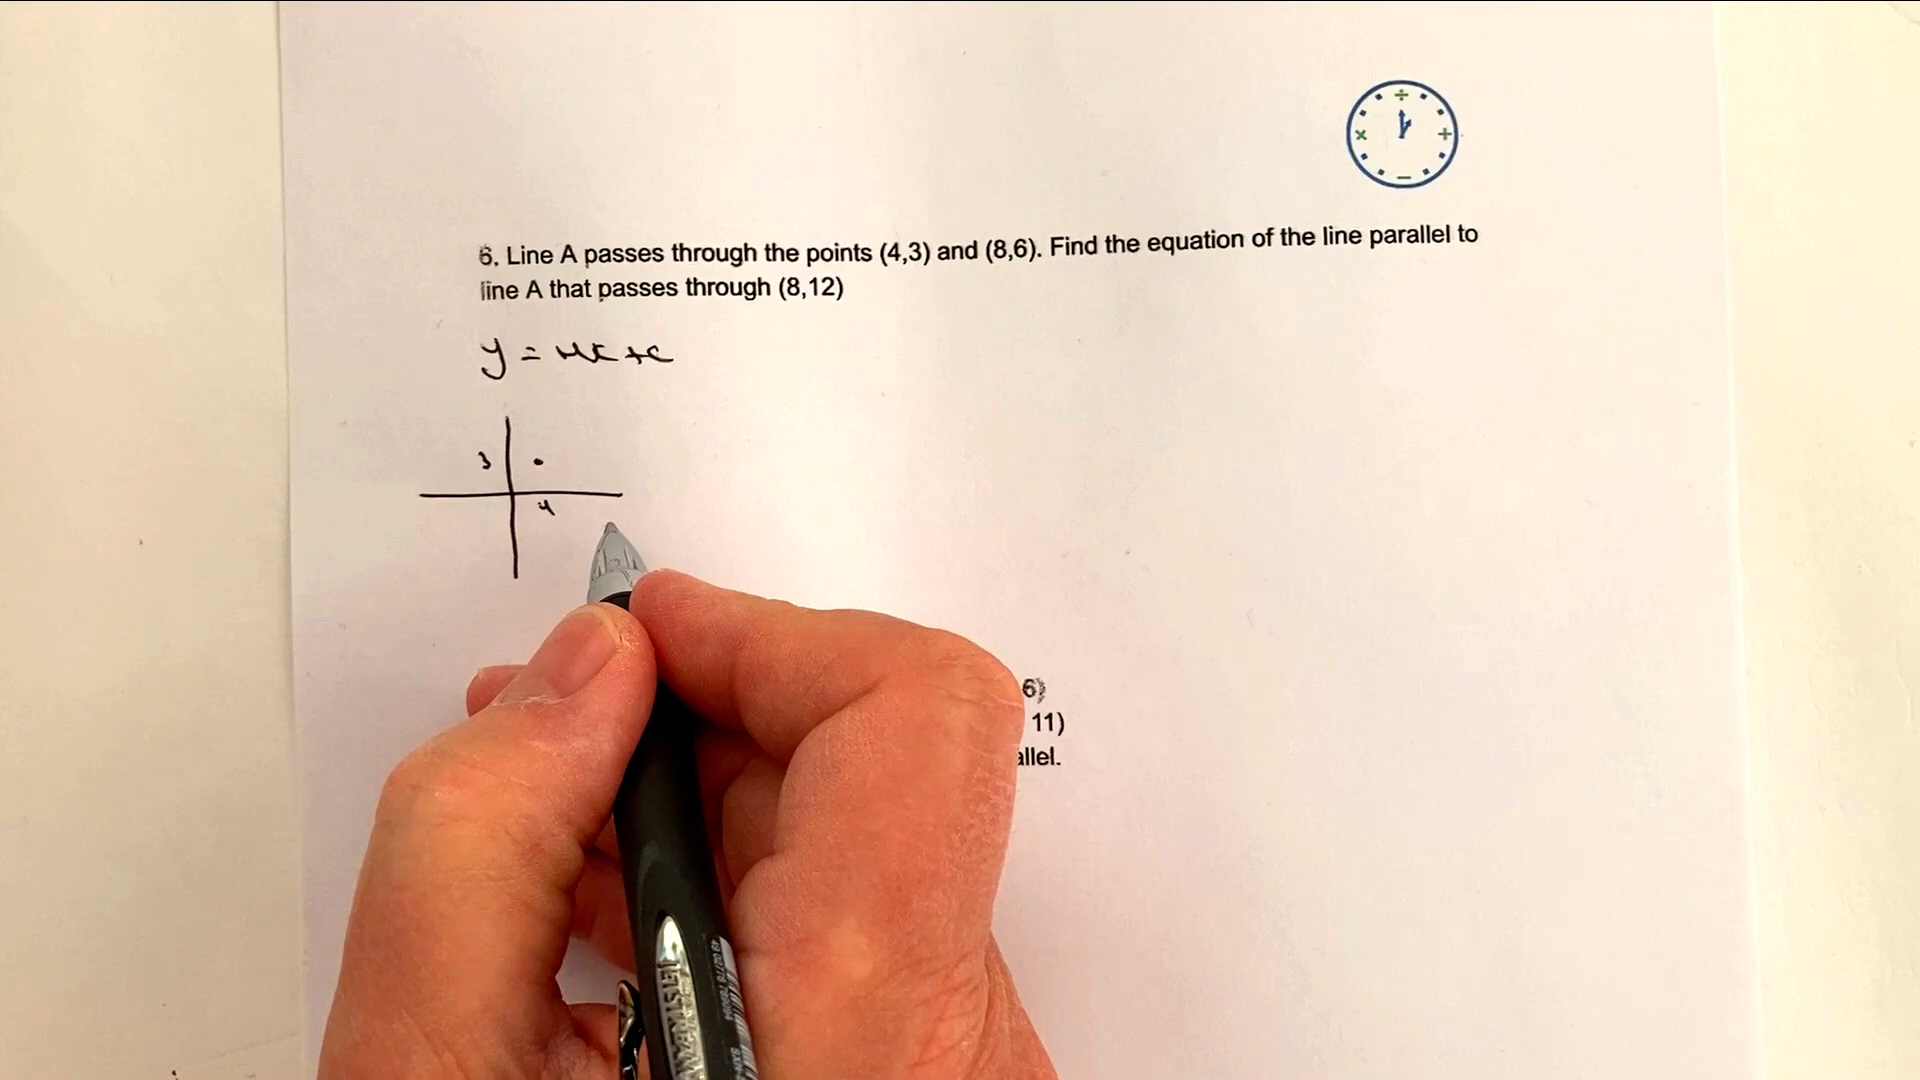 6. Line A passes through the points (4,3) and (8,6). Find the equation of the line parallel to
line A that passes through (8,12)
y = mx + c
3
4
6)
11)
allel.
JETSTREAM